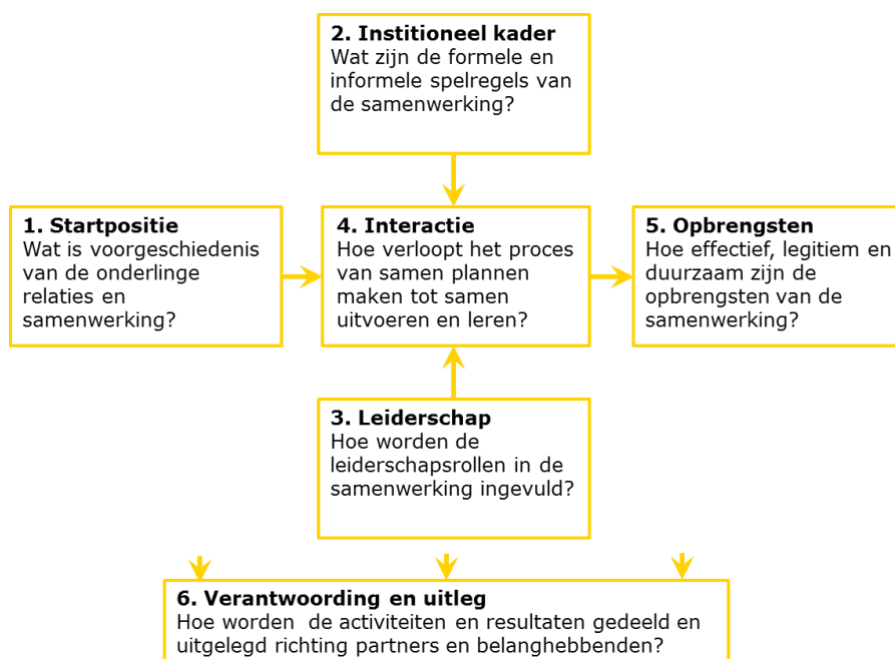 2. Institioneel kader
Wat zijn de formele en
informele spelregels van
de samenwerking?
1. Startpositie
Wat is voorgeschiedenis
van de onderlinge
relaties en
samenwerking?
4. Interactie
Hoe verloopt het proces
van samen plannen
maken tot samen
uitvoeren en leren?
5. Opbrengsten
Hoe effectief, legitiem en
duurzaam zijn de
opbrengsten van de
samenwerking?
3. Leiderschap
Hoe worden de
leiderschapsrollen in de
samenwerking ingevuld?
6. Verantwoording en uitleg
Hoe worden de activiteiten en resultaten gedeeld en
uitgelegd richting partners en belanghebbenden?